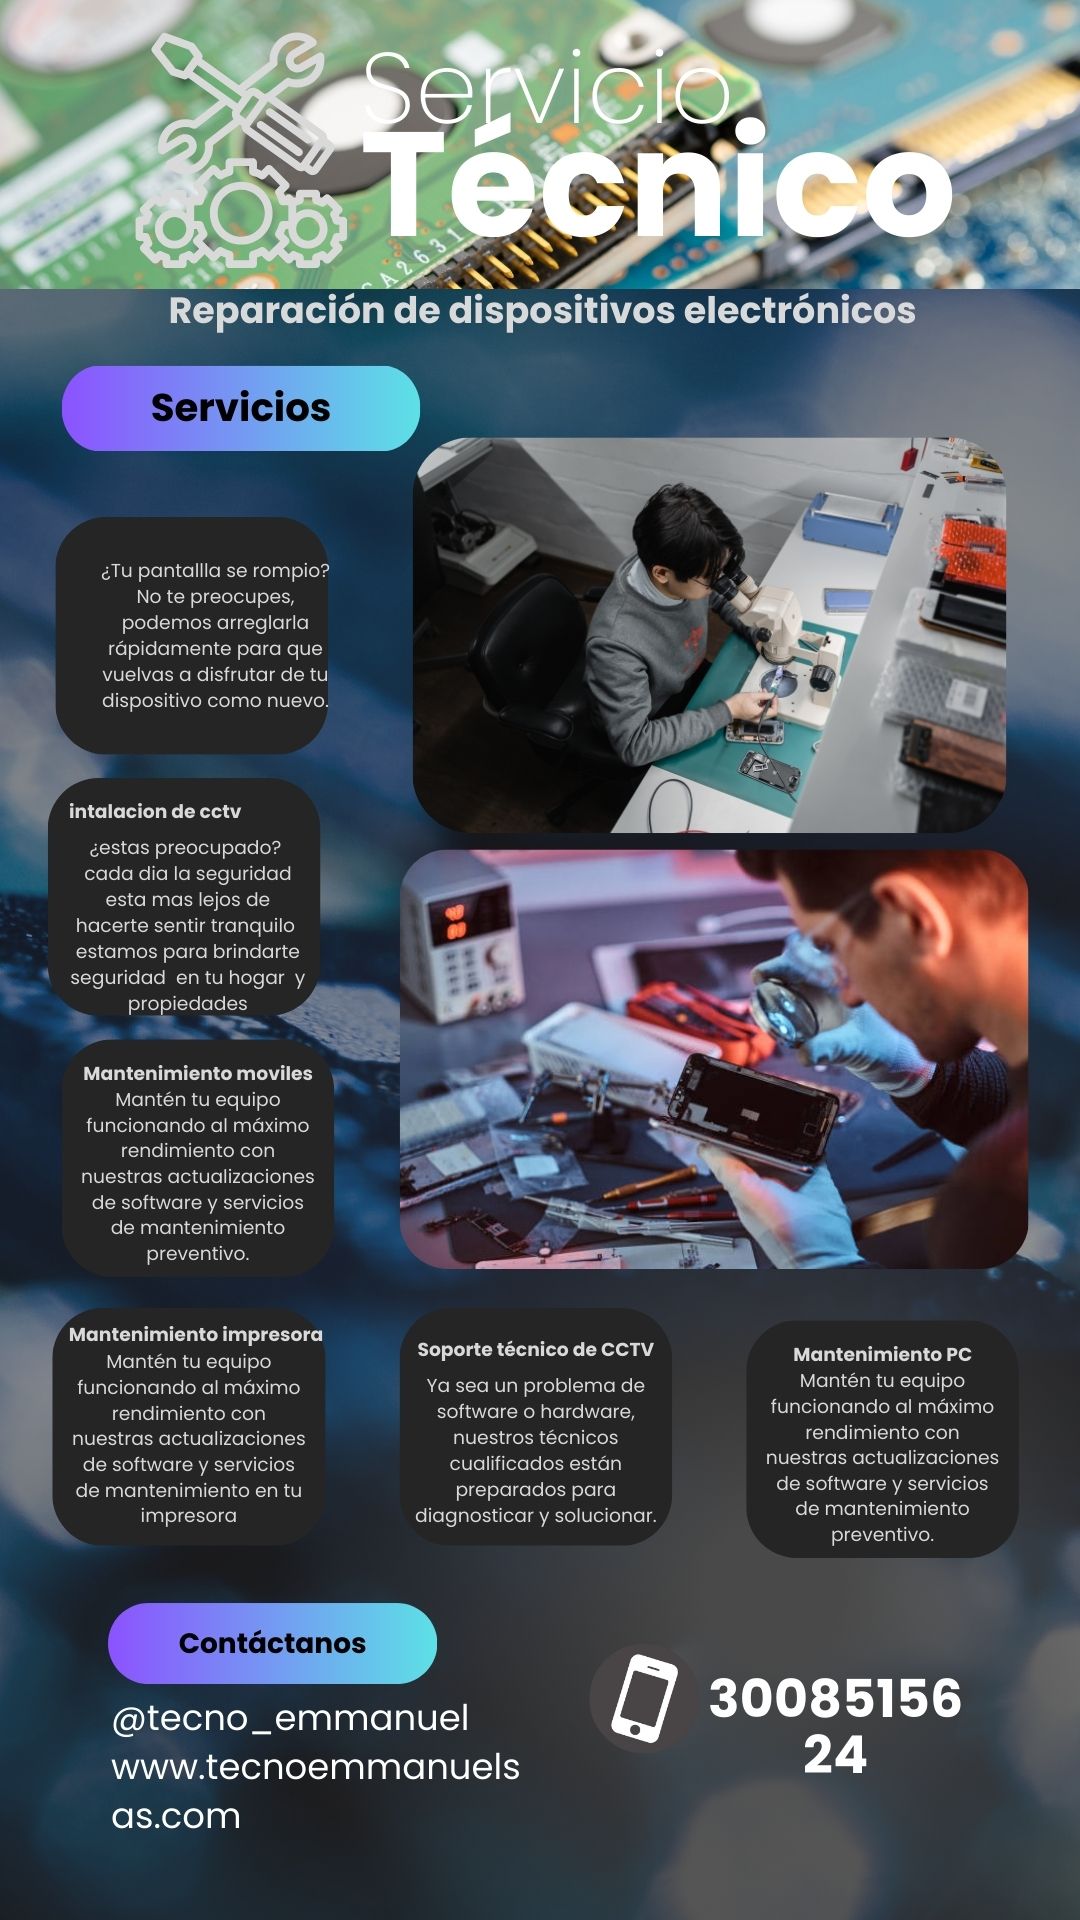 Servicio
Técnico
Reparación de dispositivos electrónicos
Servicios
¿Tu pantallla se rompio?
No te preocupes,
podemos arreglarla
rápidamente para que
vuelvas a disfrutar de tu
dispositivo como nuevo.
intalacion de cctv
¿estas preocupado?
cada dia la seguridad
esta mas lejos de
hacerte sentir tranquilo
estamos para brindarte
seguridad  en tu hogar  y
propiedades
Mantenimiento moviles
Mantén tu equipo
funcionando al máximo
rendimiento con
nuestras actualizaciones
de software y servicios
de mantenimiento
preventivo.
Mantenimiento impresora
Mantén tu equipo
funcionando al máximo
rendimiento con
nuestras actualizaciones
de software y servicios
de mantenimiento en tu
impresora
Soporte técnico de CCTV
Ya sea un problema de
software o hardware,
nuestros técnicos
cualificados están
preparados para
diagnosticar y solucionar.
Mantenimiento PC
Mantén tu equipo
funcionando al máximo
rendimiento con
nuestras actualizaciones
de software y servicios
de mantenimiento
preventivo.
Contáctanos
@tecno_emmanuel
www.tecnoemmanuels
as.com
30085156
24